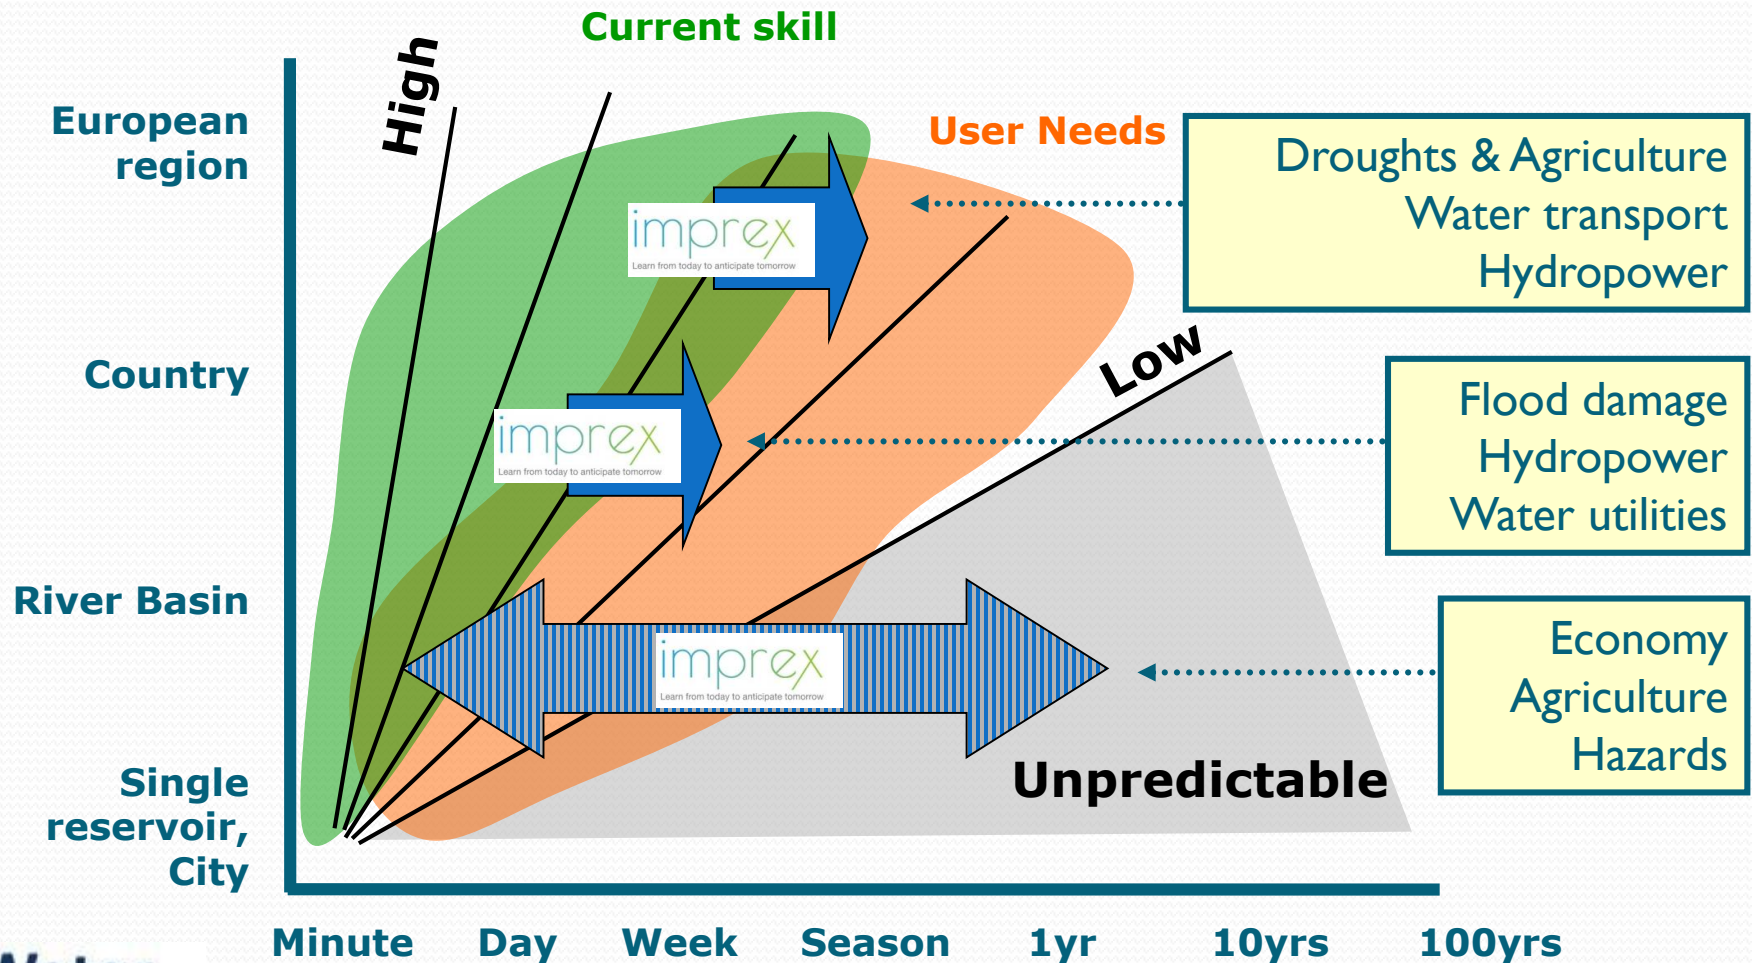 Current skill
High
European
region
User Needs
Droughts & Agriculture
Water transport
Hydropower
imprex
Learn from today to anticipate tomorrow
Low
Country
Flood damage
Hydropower
Water utilities
imprex
Learn from today to anticipate tomorrow
River Basin
Economy
Agriculture
Hazards
imprex
Learn from today to anticipate tomorrow
Unpredictable
Single
reservoir,
City
Minute Day Week Season 1yr 10yrs 100yrs